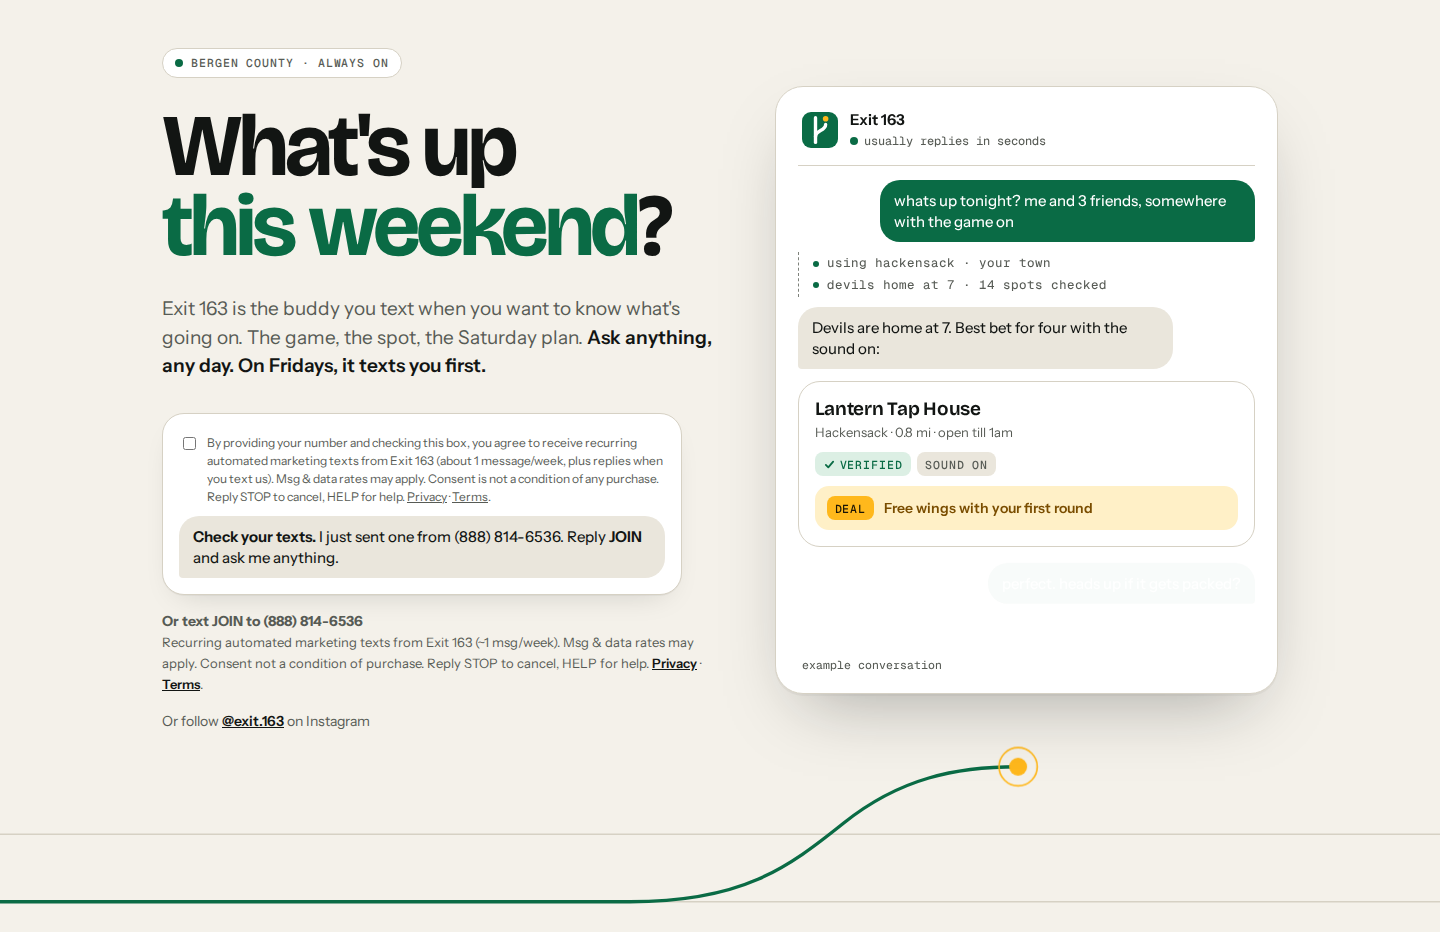 BERGEN COUNTY · ALWAYS ON
What's up
this weekend?
Exit 163 is the buddy you text when you want to know what's
going on. The game, the spot, the Saturday plan. Ask anything,
any day. On Fridays, it texts you first.
By providing your number and checking this box, you agree to receive recurring
automated marketing texts from Exit 163 (about 1 message/week, plus replies when
you text us). Msg & data rates may apply. Consent is not a condition of any purchase.
Reply STOP to cancel, HELP for help. Privacy · Terms.
Check your texts. I just sent one from (888) 814-6536. Reply JOIN
and ask me anything.
Or text JOIN to (888) 814-6536
Recurring automated marketing texts from Exit 163 (~1 msg/week). Msg & data rates may
apply. Consent not a condition of purchase. Reply STOP to cancel, HELP for help. Privacy ·
Terms.
Or follow @exit.163 on Instagram
Exit 163
usually replies in seconds
whats up tonight? me and 3 friends, somewhere
with the game on
using hackensack · your town
devils home at 7 · 14 spots checked
Devils are home at 7. Best bet for four with the
sound on:
Lantern Tap House
Hackensack · 0.8 mi · open till 1am
VERIFIED
SOUND ON
DEAL
Free wings with your first round
perfect, heads up if it gets packed?
example conversation